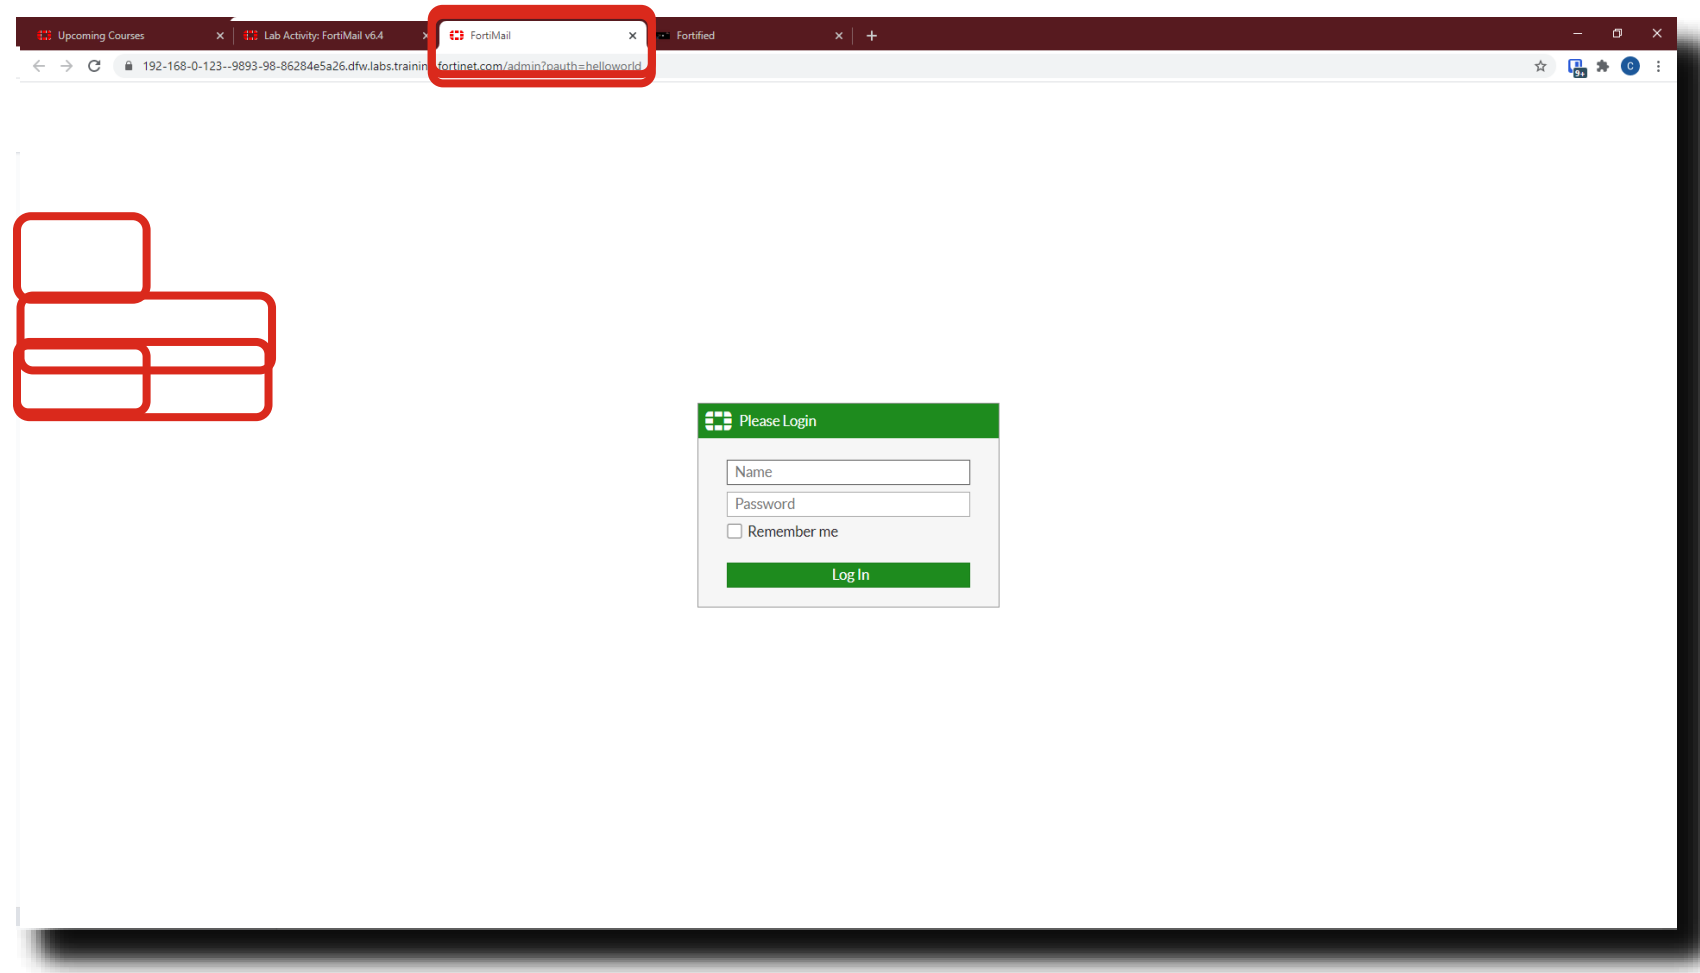 Upcoming Courses
Lab Activity: FortiMail v6.4
FortiMail
Fortified
192-168-0-123--9893-98-86284e5a26.dfw.labs.trainin fortinet.com/admin?pauth=helloworld
9+
C
Please Login
Name
Password
Remember me
Log In